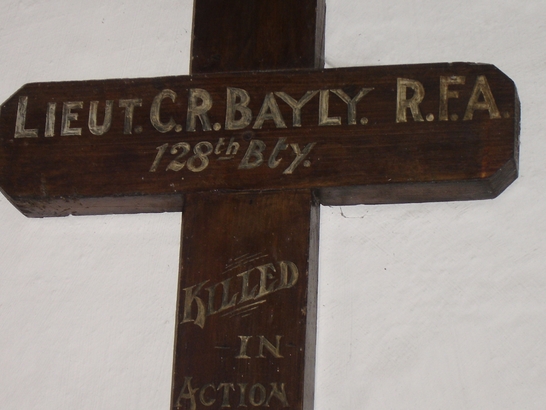 LIEUT. C.R. BAYLY. R.F.A.
128th Bty.
KILLED
IN
ACTION